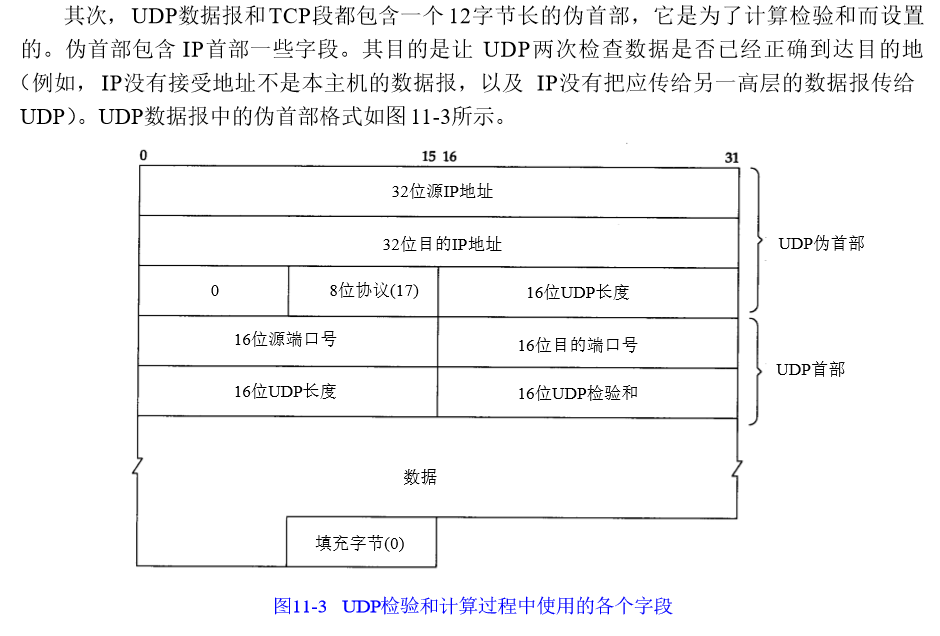 其次，UDP数据报和TCP段都包含一个12字节长的伪首部，它是为了计算检验和而设置
的。伪首部包含IP首部一些字段。其目的是让UDP两次检查数据是否已经正确到达目的地
（例如，IP没有接受地址不是本主机的数据报，以及IP没有把应传给另一高层的数据报传给
UDP）。UDP数据报中的伪首部格式如图11-3所示。
0 15 16 31
32位源IP地址
32位目的IP地址
UDP伪首部
0 8位协议(17) 16位UDP长度
16位源端口号 16位目的端口号
UDP首部
16位UDP长度 16位UDP检验和
数据
填充字节(0)
图11-3 UDP检验和计算过程中使用的各个字段